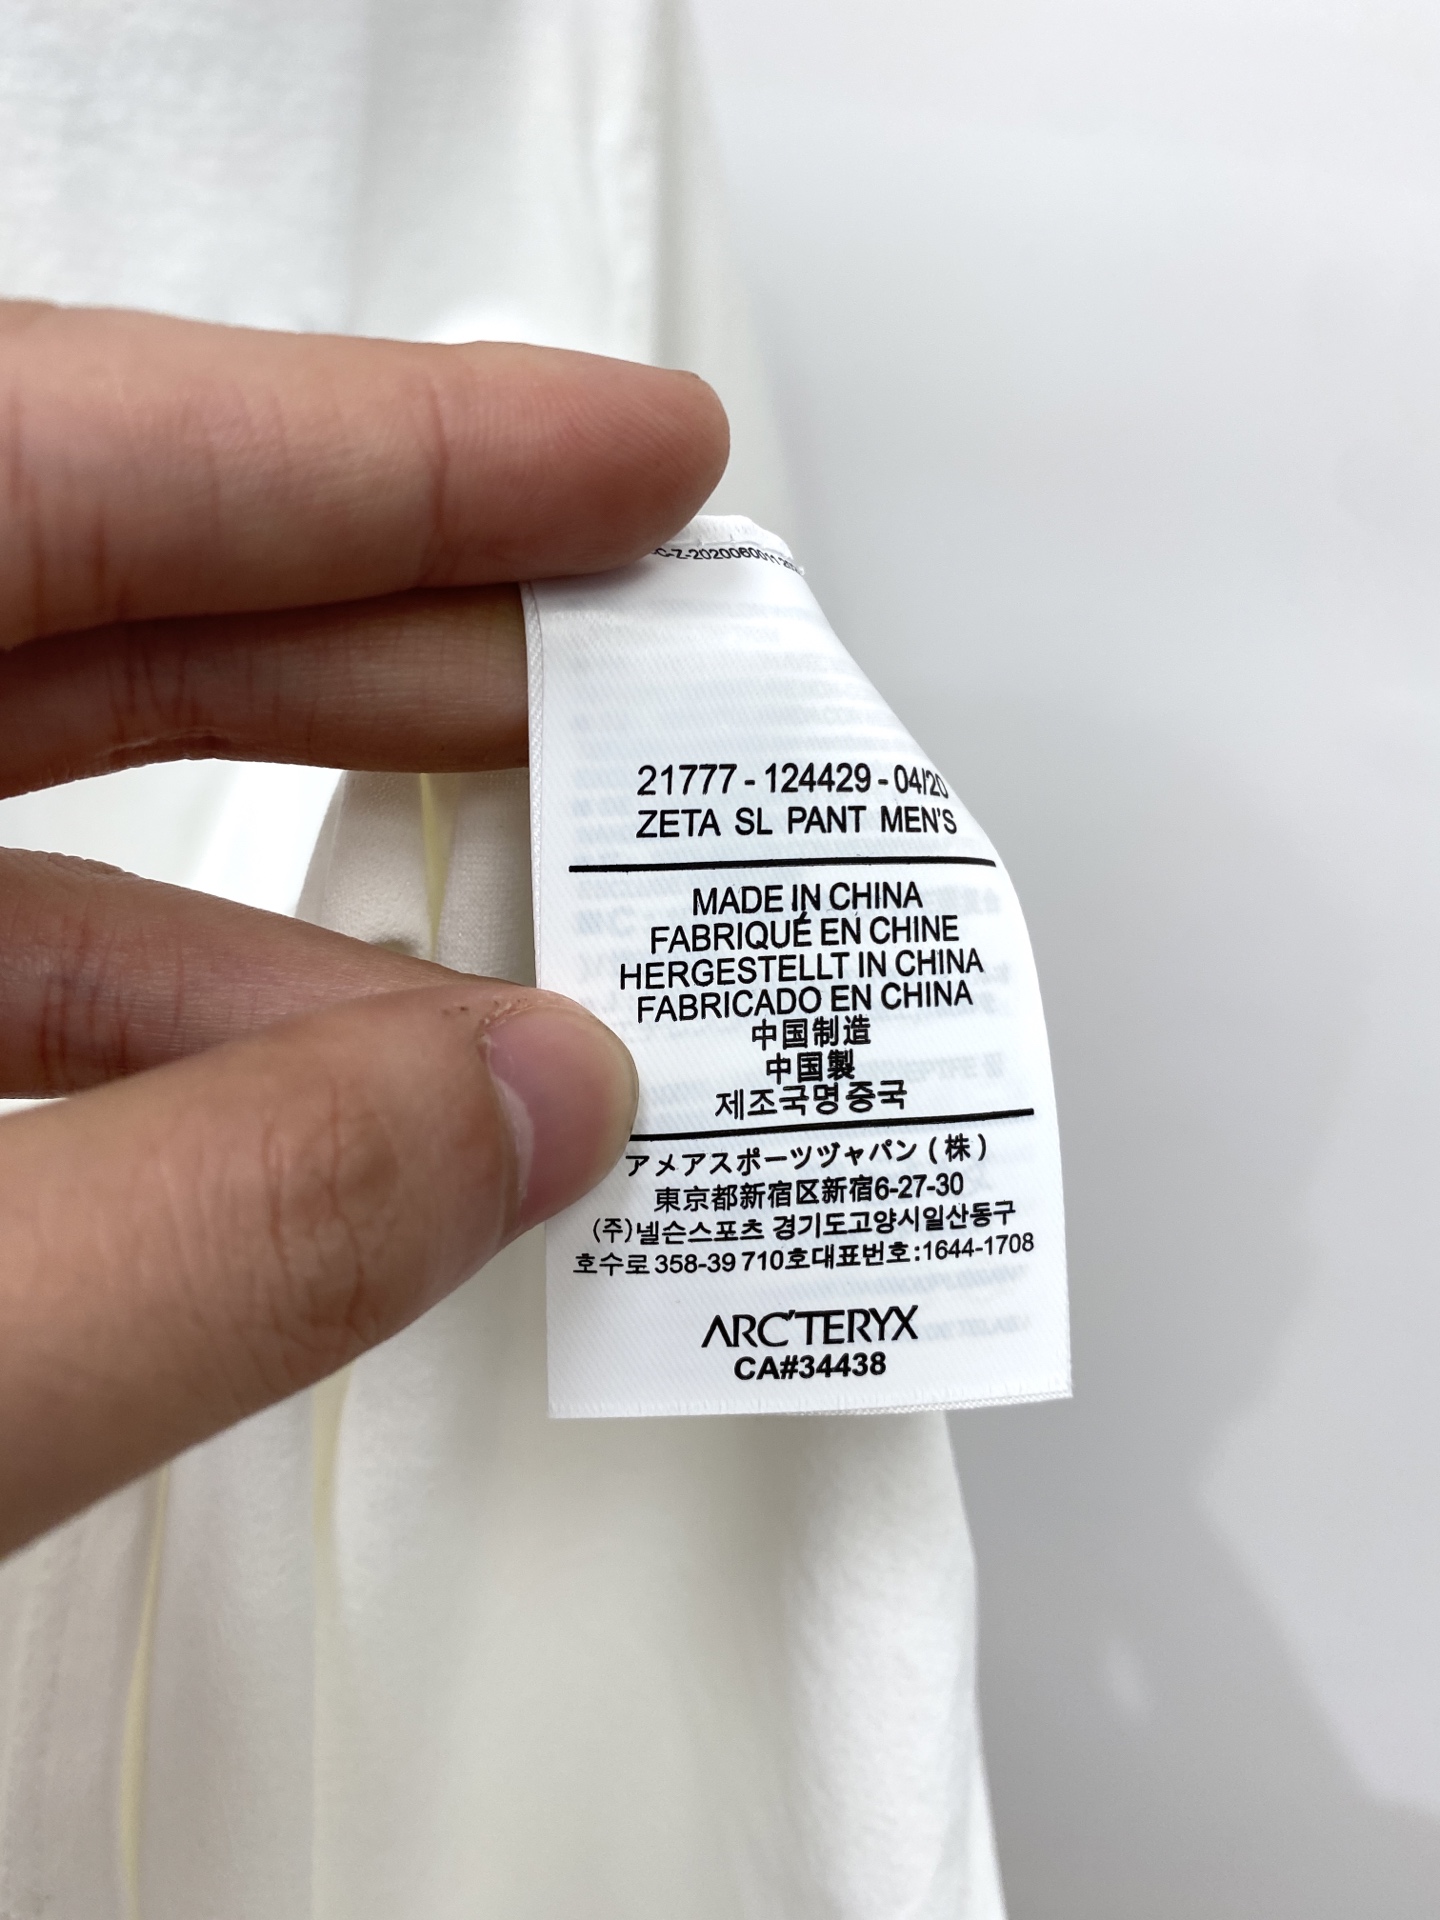 21777 - 124429 - 04/20
ZETA SL PANT MEN'S
MADE IN CHINA
FABRIQUÉ EN CHINE
HERGESTELLT IN CHINA
FABRICADO EN CHINA
中国制造
中国製
제조국명중국
アメアスポーツヅャパン(株)
東京都新宿区新宿6-27-30
(주)넬슨스포츠 경기도고양시일산동구
호수로 358-39 710호대표번호:1644-1708
ARC'TERYX
CA#34438